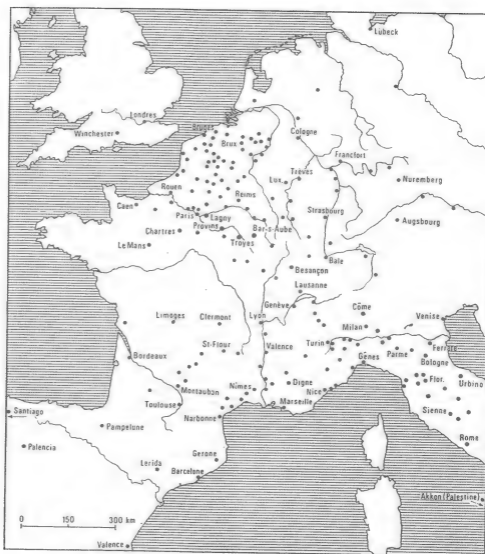 Lübeck
Londres
Winchester
Brux.
Cologne
Francfort
Trèves
Lux.
Nuremberg
Rouen
Reims
Caen
Paris
Lagny
Strasbourg
Provins
Bar-s-Aube
Augsbourg
Chartres
Troyes
Le Mans
Bâle
Besançon
Lausanne
Genève
Côme
Limoges
Clermont
Lyon
Milan
Venise
St-Flour
Valence
Turin
Parme
Ferrare
Bordeaux
Gênes
Bologne
Montauban
Nîmes
Digne
Nice
Flor.
Urbino
Toulouse
Marseille
Santiago
Narbonne
Sienne
Pampelune
Rome
Palencia
Gerone
Lerida
Barcelone
Akkon (Palestine)
0 150 300 km
Valence